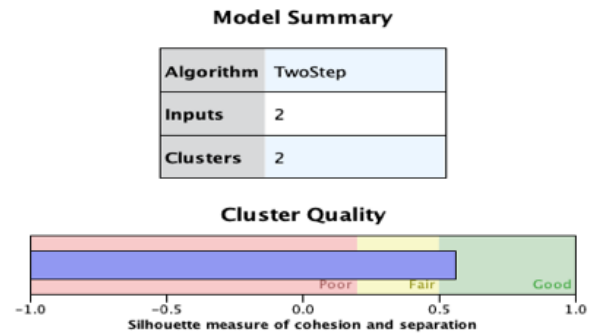 Model Summary
Algorithm TwoStep
Inputs 2
Clusters 2
Cluster Quality
Poor Fair Good
-1.0 -0.5 0.0 0.5 1.0
Silhouette measure of cohesion and separation